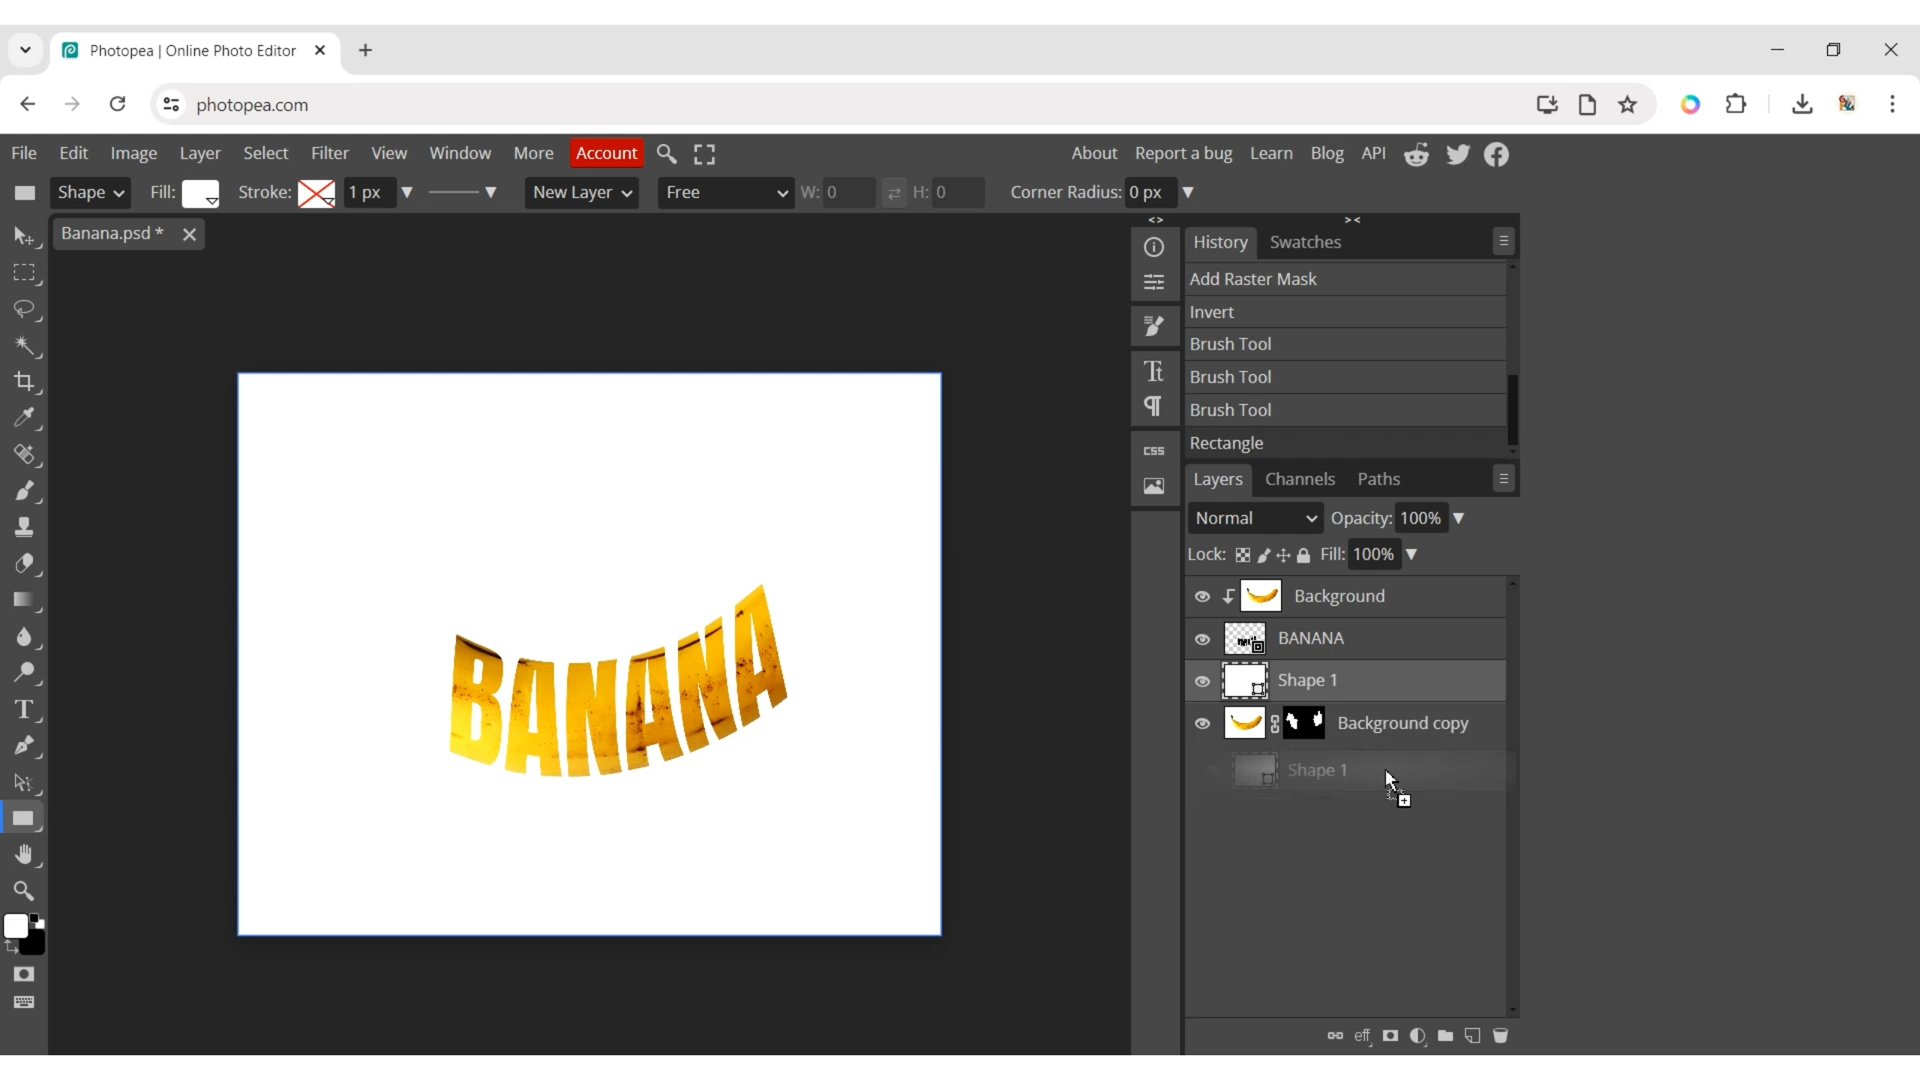 Photopea | Online Photo Editor
photopea.com
File Edit Image Layer Select Filter View Window More Account About Report a bug Learn Blog API
Shape Fill: Stroke: 1 px New Layer Free W: 0 H: 0 Corner Radius: 0 px
Banana.psd *
<> ><
History Swatches
Add Raster Mask
Invert
Brush Tool
Brush Tool
Brush Tool
Rectangle
CSS
Layers Channels Paths
Normal Opacity: 100%
Lock: Fill: 100%
Background
BANANA
Shape 1
Background copy
Shape 1
BANANA
eff